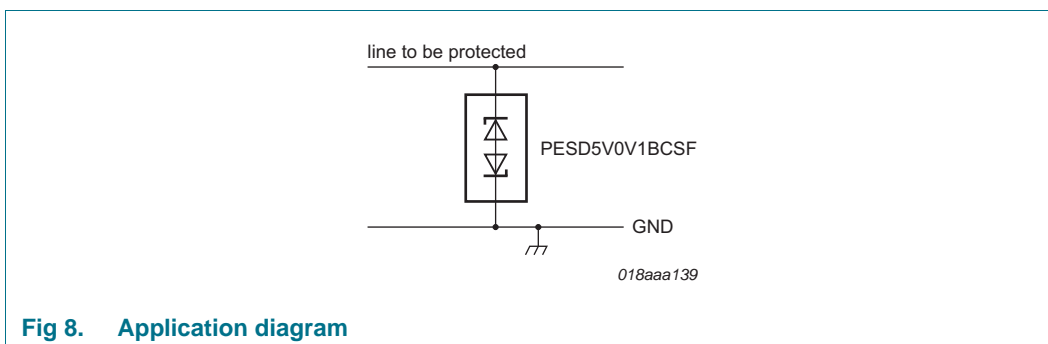 line to be protected
PESD5V0V1BCSF
GND
018aaa139
Fig 8. Application diagram